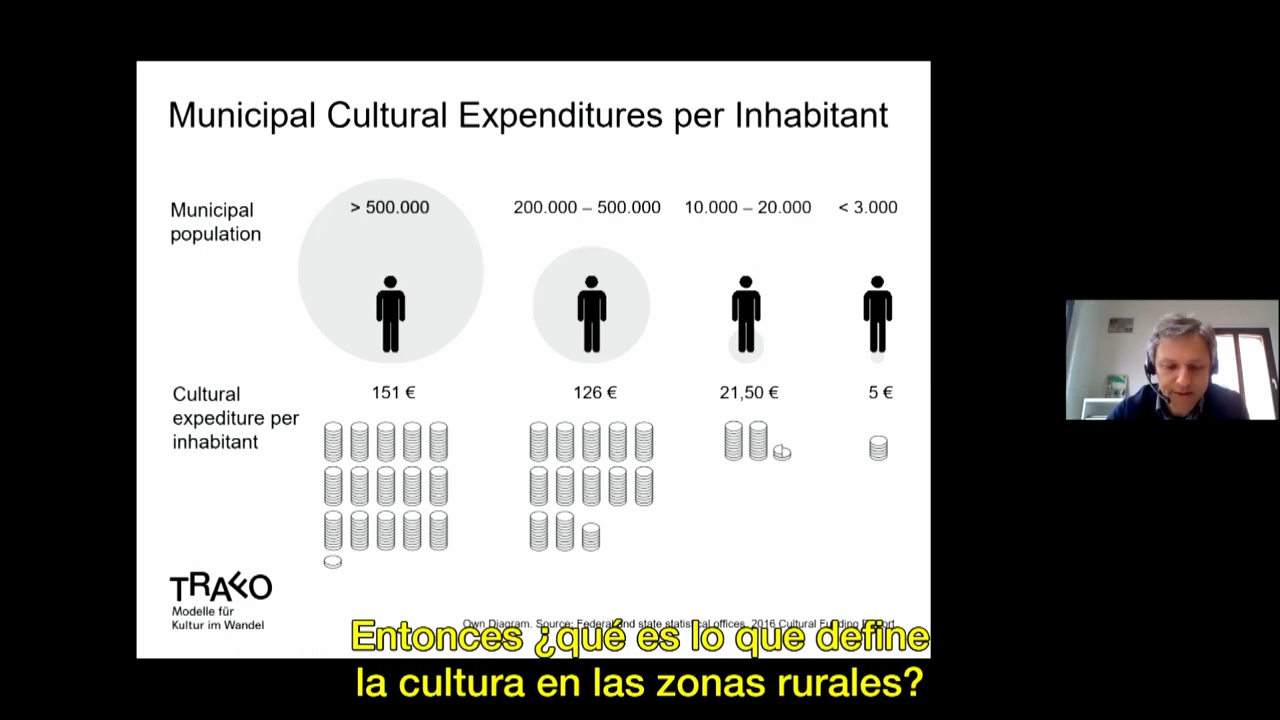 Municipal Cultural Expenditures per Inhabitant
Municipal
population
> 500.000
200.000 – 500.000
10.000 – 20.000
< 3.000
Cultural
expediture per
inhabitant
151 €
126 €
21,50 €
5 €
TRAFO
Modelle für
Kultur im Wandel
Own Diagram. Source: Federal and state statistical offices, 2016 Cultural Funding Report
Entonces ¿qué es lo que define
la cultura en las zonas rurales?